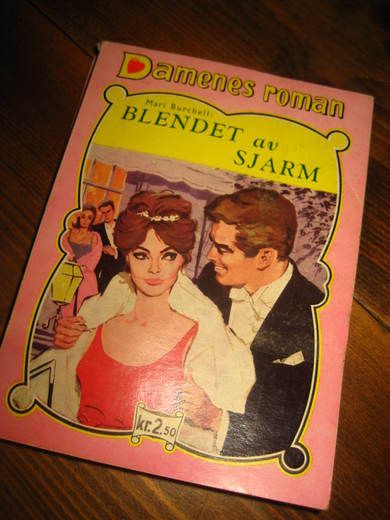 Damenes roman
Mari Burchell:
BLENDET av
SJARM
kr. 2.50